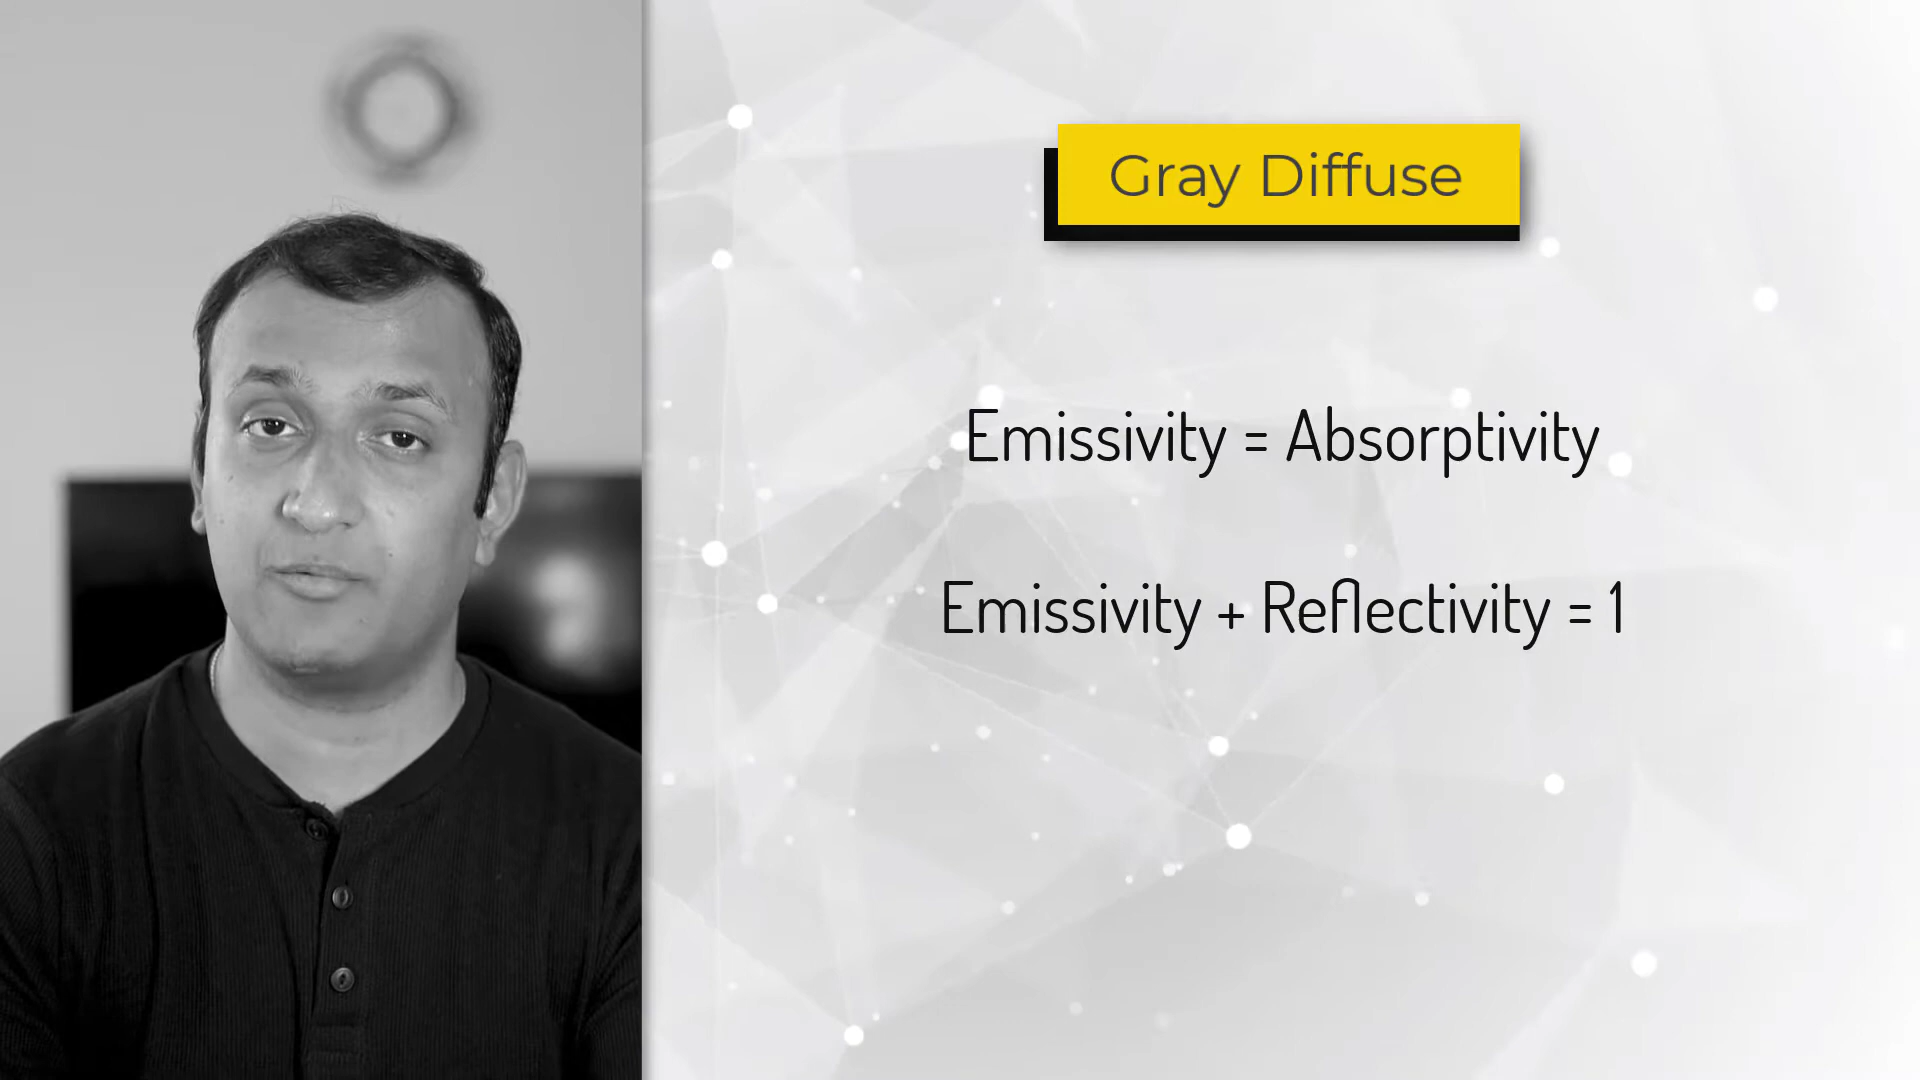 Gray Diffuse
Emissivity = Absorptivity
Emissivity + Reflectivity = 1